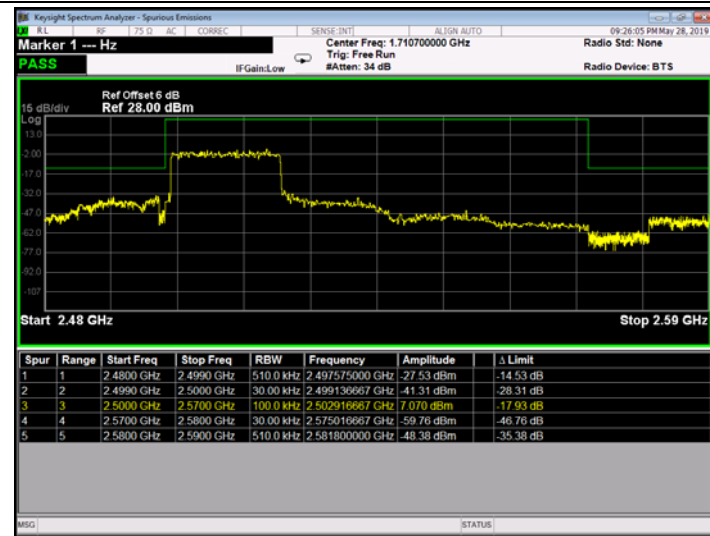 Keysight Spectrum Analyzer - Spurious Emissions
RL RF 75 Ω AC CORREC SENSE:INT ALIGN AUTO 09:26:05 PM May 28, 2019
Marker 1 --- Hz Center Freq: 1.710700000 GHz Radio Std: None
Trig: Free Run
PASS IFGain:Low #Atten: 34 dB Radio Device: BTS
Ref Offset 6 dB
15 dB/div Ref 28.00 dBm
Log
13.0
-2.00
-17.0
-32.0
-47.0
-62.0
-77.0
-92.0
-107
Start 2.48 GHz Stop 2.59 GHz
Spur Range Start Freq Stop Freq RBW Frequency Amplitude Δ Limit
1 1 2.4800 GHz 2.4990 GHz 510.0 kHz 2.497575000 GHz -27.53 dBm -14.53 dB
2 2 2.4990 GHz 2.5000 GHz 30.00 kHz 2.499136667 GHz -41.31 dBm -28.31 dB
3 3 2.5000 GHz 2.5700 GHz 100.0 kHz 2.502916667 GHz 7.070 dBm -17.93 dB
4 4 2.5700 GHz 2.5800 GHz 30.00 kHz 2.575016667 GHz -59.76 dBm -46.76 dB
5 5 2.5800 GHz 2.5900 GHz 510.0 kHz 2.581800000 GHz -48.38 dBm -35.38 dB
MSG STATUS